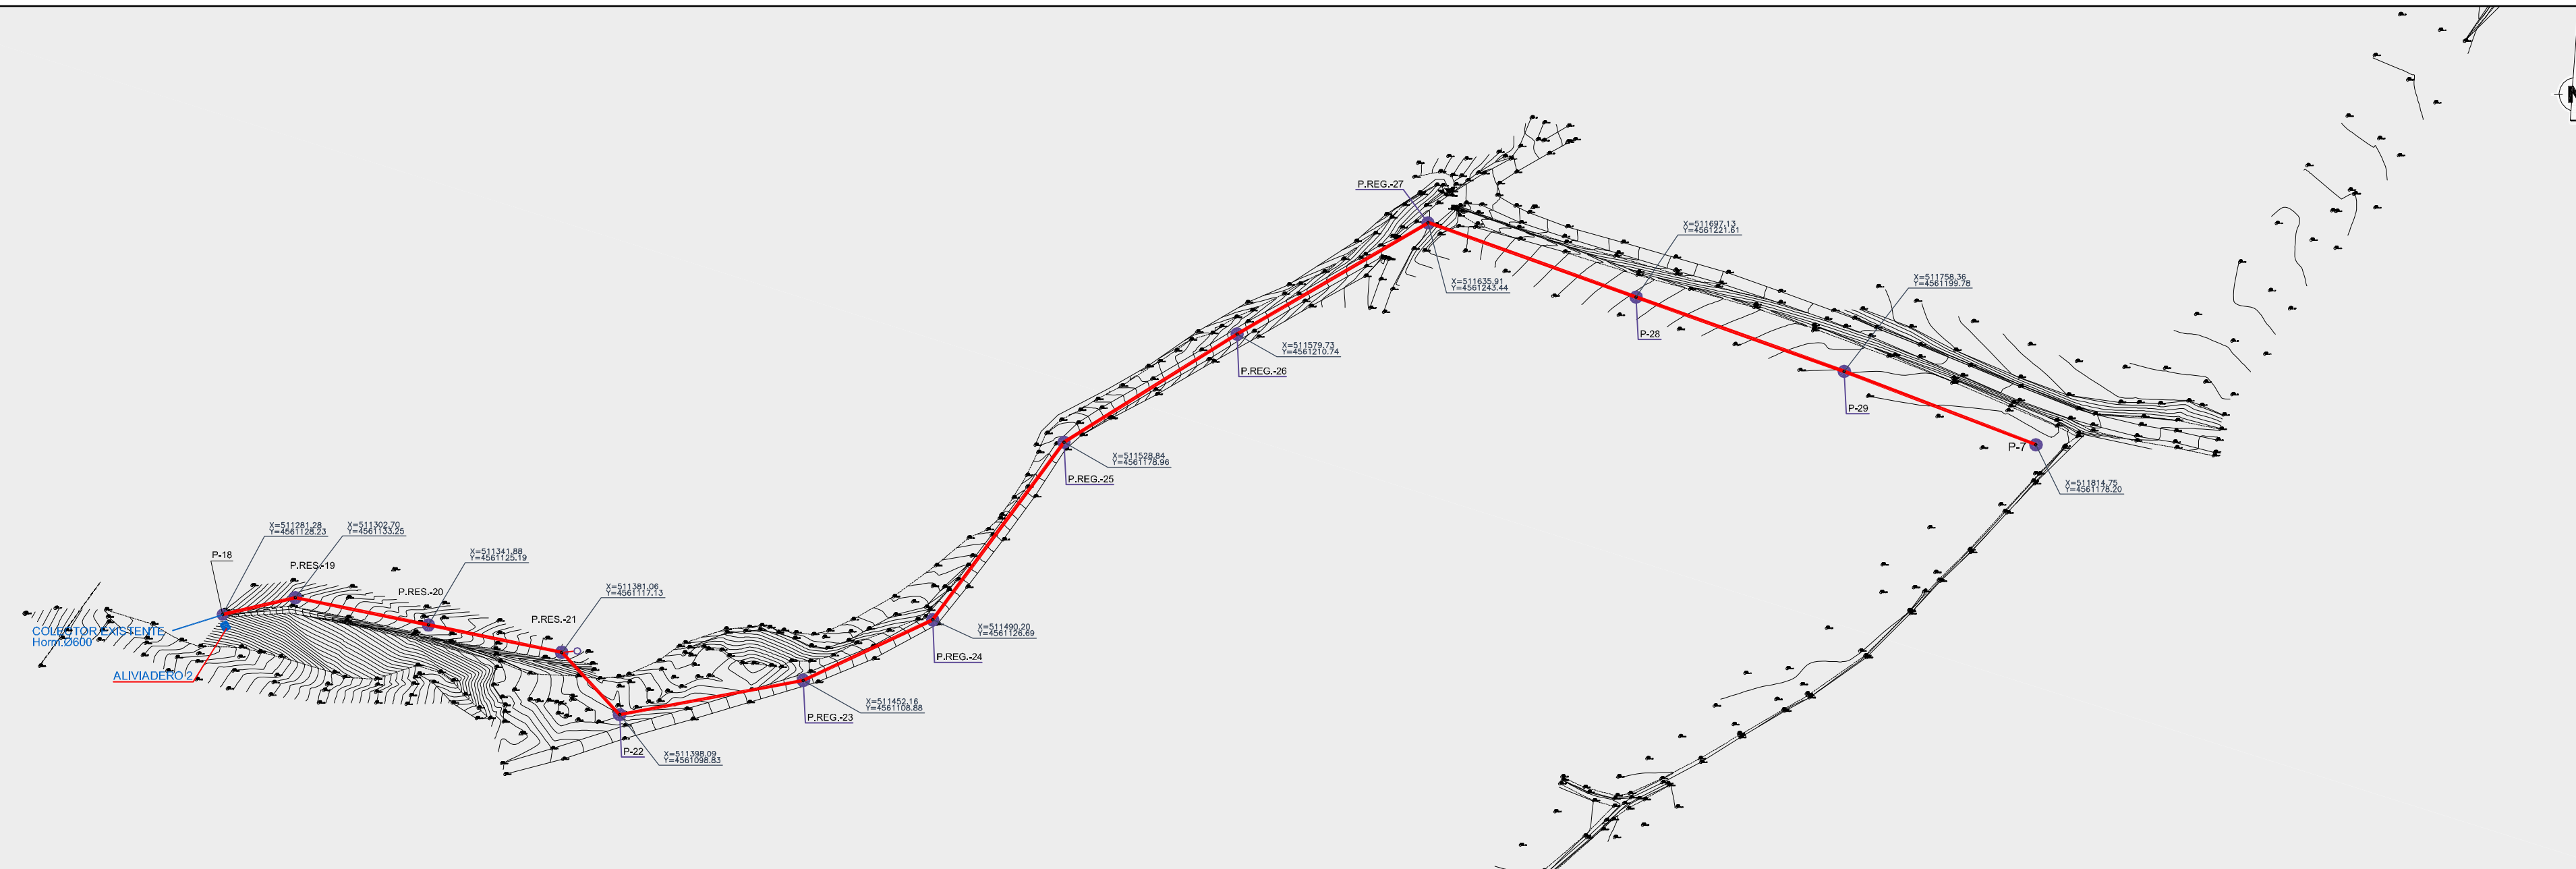 P.REG.-27
X=511697.13
Y=4561221.61
X=511635.91
Y=4561243.44
X=511758.36
Y=4561199.78
P-28
X=511579.73
Y=4561210.74
P.REG.-26
P-29
P-7
X=511528.84
Y=4561178.96
P.REG.-25
X=511814.75
Y=4561178.20
X=511281.28
Y=4561128.23
X=511302.70
Y=4561133.25
P-18
X=511341.88
Y=4561125.19
P.RES.-19
P.RES.-20
X=511381.06
Y=4561117.13
P.RES.-21
COLECTOR EXISTENTE
Horm.Ø600
X=511490.20
Y=4561126.69
P.REG.-24
ALIVIADERO 2
X=511452.16
Y=4561108.88
P.REG.-23
P-22
X=511398.09
Y=4561098.83